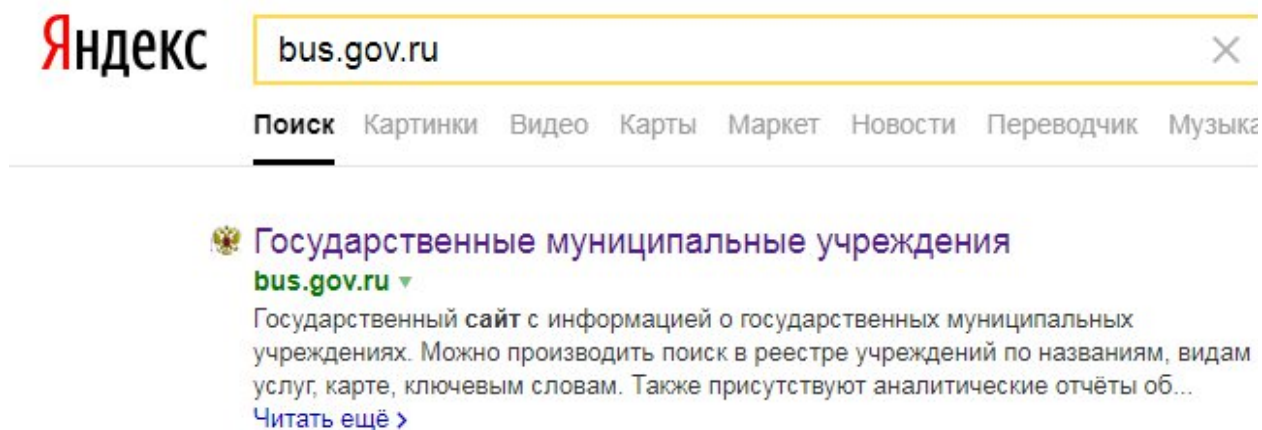 Яндекс
bus.gov.ru
Поиск Картинки Видео Карты Маркет Новости Переводчик Музыка
Государственные муниципальные учреждения
bus.gov.ru
Государственный сайт с информацией о государственных муниципальных
учреждениях. Можно производить поиск в реестре учреждений по названиям, видам
услуг, карте, ключевым словам. Также присутствуют аналитические отчёты об...
Читать ещё >